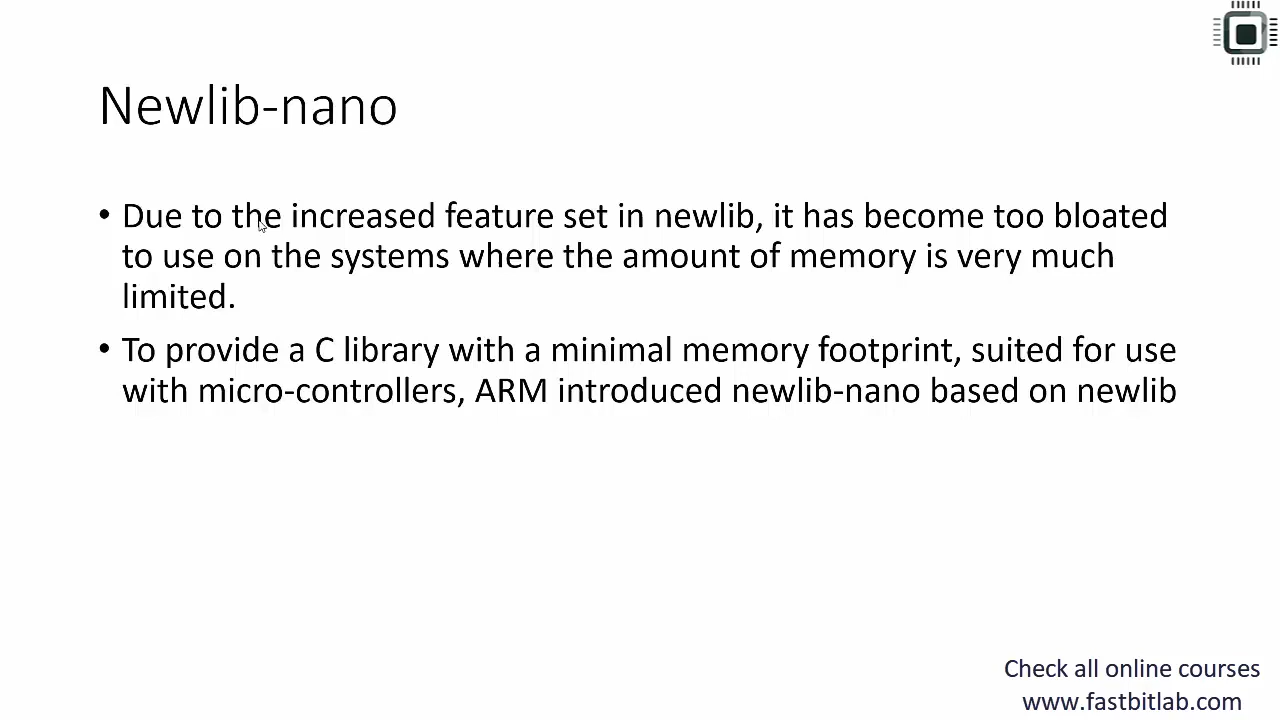 Newlib-nano
• Due to the increased feature set in newlib, it has become too bloated
to use on the systems where the amount of memory is very much
limited.
• To provide a C library with a minimal memory footprint, suited for use
with micro-controllers, ARM introduced newlib-nano based on newlib
Check all online courses
www.fastbitlab.com